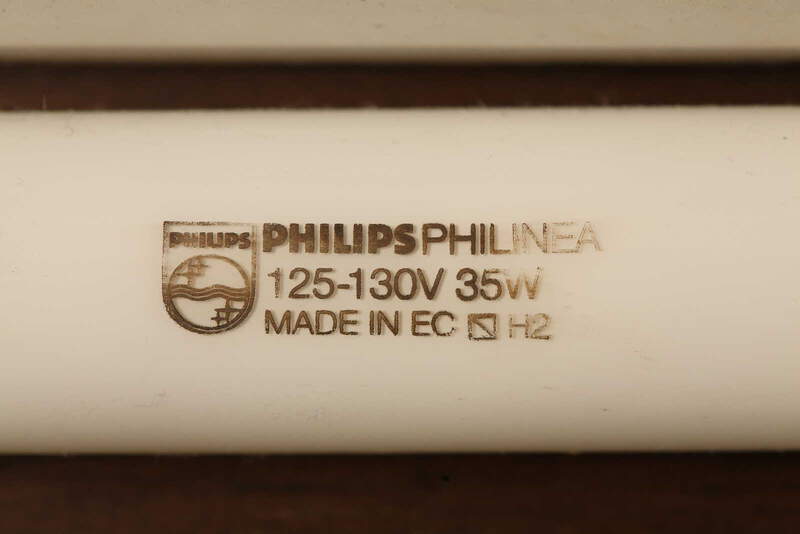 PHILIPS
PHILIPS PHILINEA
125-130V 35W
MADE IN EC H2